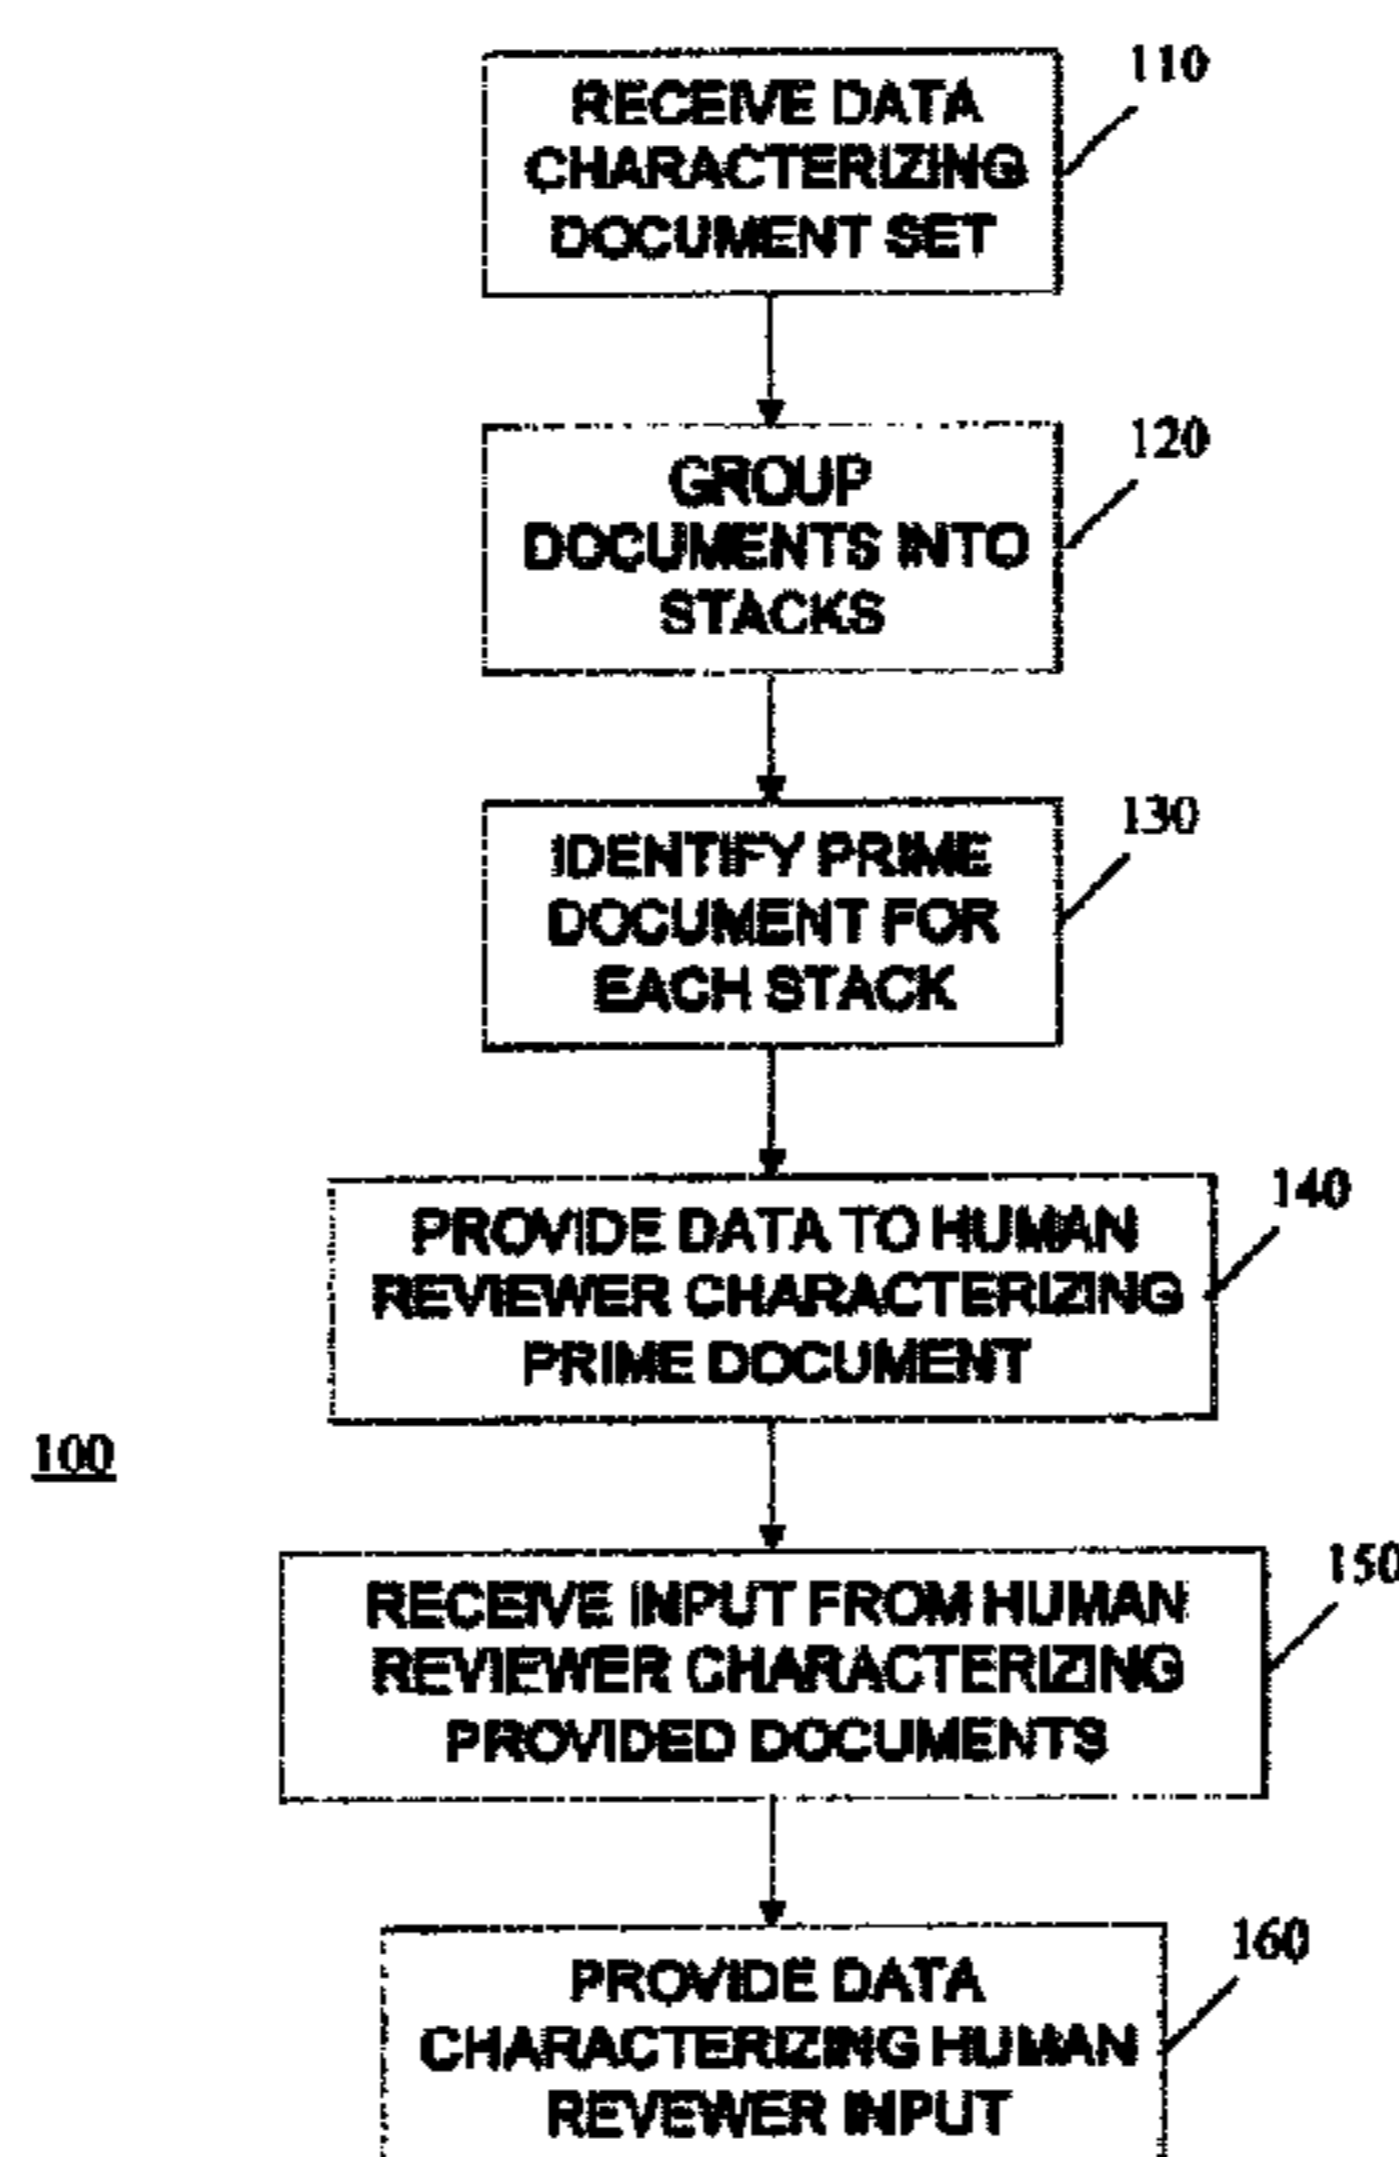 110
RECEIVE DATA
CHARACTERIZING
DOCUMENT SET
120
GROUP
DOCUMENTS INTO
STACKS
130
IDENTIFY PRIME
DOCUMENT FOR
EACH STACK
140
PROVIDE DATA TO HUMAN
REVIEWER CHARACTERIZING
PRIME DOCUMENT
100
150
RECEIVE INPUT FROM HUMAN
REVIEWER CHARACTERIZING
PROVIDED DOCUMENTS
160
PROVIDE DATA
CHARACTERIZING HUMAN
REVEWER INPUT